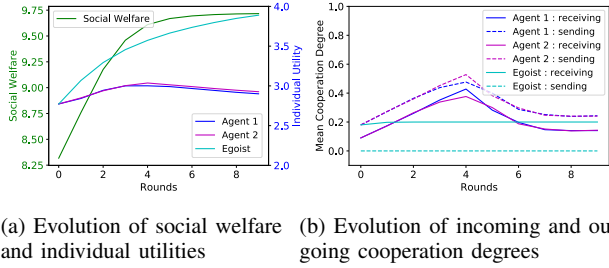 9.75
9.50
9.25
9.00
8.75
8.50
8.25
Social Welfare
Social Welfare
4.0
3.5
3.0
2.5
2.0
Individual Utility
Agent 1
Agent 2
Egoist
0 2 4 6 8
Rounds
1.0
0.8
0.6
0.4
0.2
0.0
Mean Cooperation Degree
Agent 1 : receiving
Agent 1 : sending
Agent 2 : receiving
Agent 2 : sending
Egoist : receiving
Egoist : sending
0 2 4 6 8
Rounds
(a) Evolution of social welfare
and individual utilities
(b) Evolution of incoming and ou
going cooperation degrees